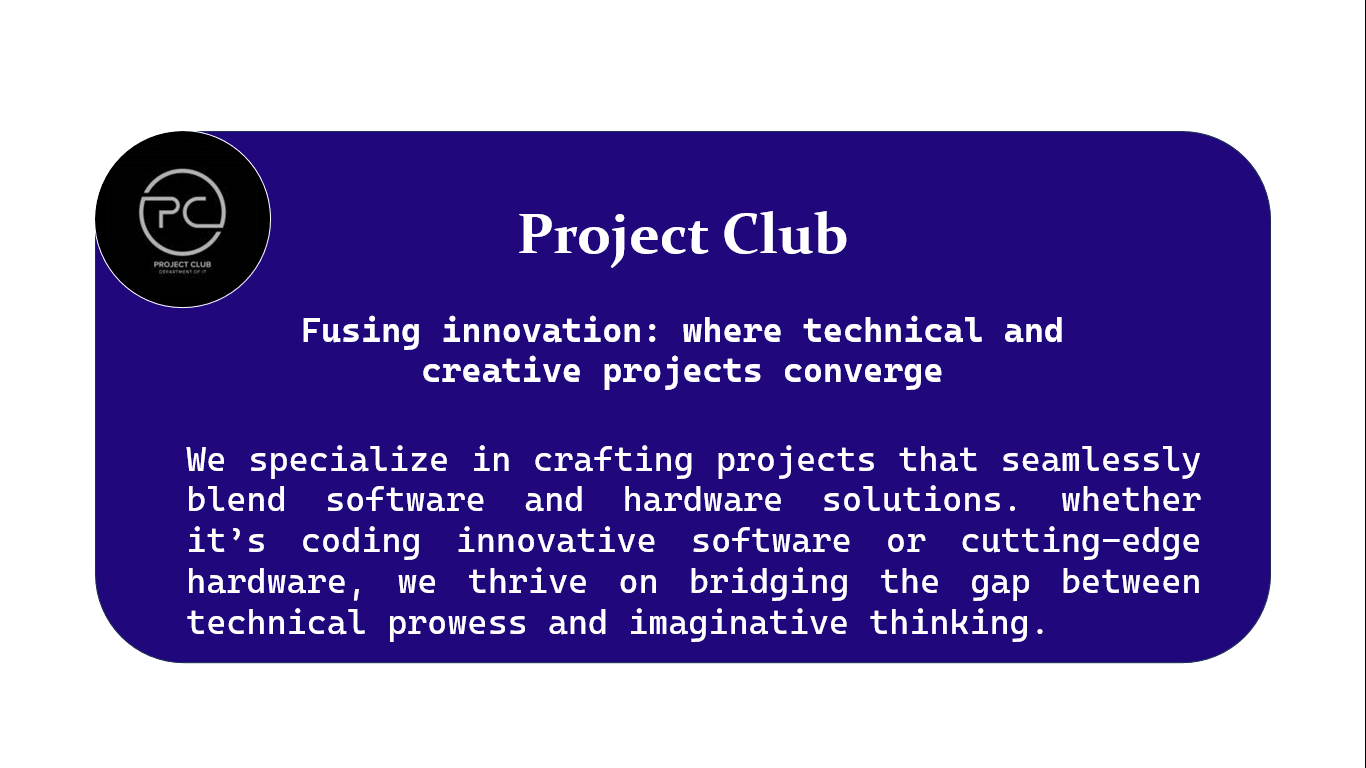 PC
PROJECT CLUB
DEPARTMENT OF IT
Project Club
Fusing innovation: where technical and
creative projects converge
We specialize in crafting projects that seamlessly
blend software and hardware solutions. whether
it’s coding innovative software or cutting-edge
hardware, we thrive on bridging the gap between
technical prowess and imaginative thinking.